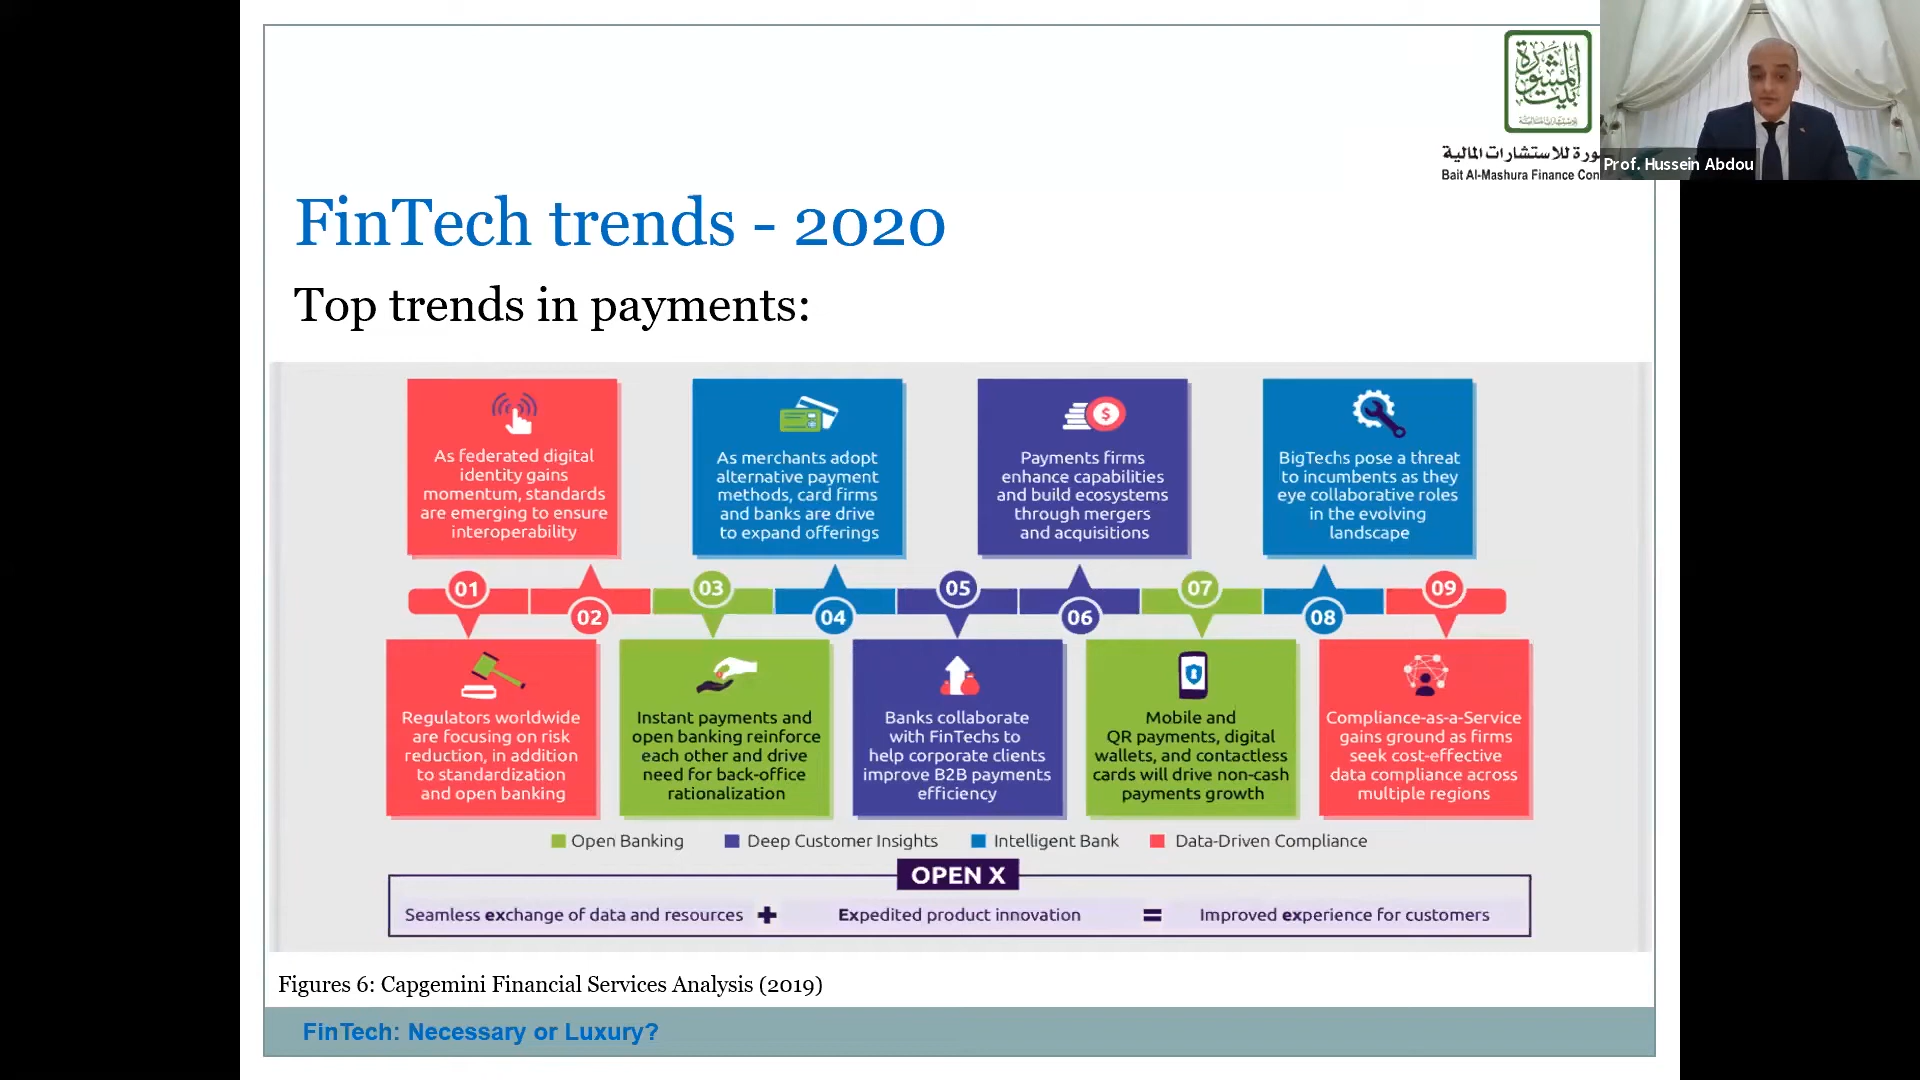 المشورة
بيت
ورة للاستشارات المالية
Bait Al-Mashura Finance Con
Prof. Hussein Abdou
FinTech trends - 2020
Top trends in payments:
As federated digital
identity gains
momentum, standards
are emerging to ensure
interoperability
As merchants adopt
alternative payment
methods, card firms
and banks are drive
to expand offerings
Payments firms
enhance capabilities
and build ecosystems
through mergers
and acquisitions
BigTechs pose a threat
to incumbents as they
eye collaborative roles
in the evolving
landscape
01
02
03
04
05
06
07
08
09
Regulators worldwide
are focusing on risk
reduction, in addition
to standardization
and open banking
Instant payments and
open banking reinforce
each other and drive
need for back-office
rationalization
Banks collaborate
with FinTechs to
help corporate clients
improve B2B payments
efficiency
Mobile and
QR payments, digital
wallets, and contactless
cards will drive non-cash
payments growth
Compliance-as-a-Service
gains ground as firms
seek cost-effective
data compliance across
multiple regions
Open Banking
Deep Customer Insights
Intelligent Bank
Data-Driven Compliance
OPEN X
Seamless exchange of data and resources + Expedited product innovation = Improved experience for customers
Figures 6: Capgemini Financial Services Analysis (2019)
FinTech: Necessary or Luxury?